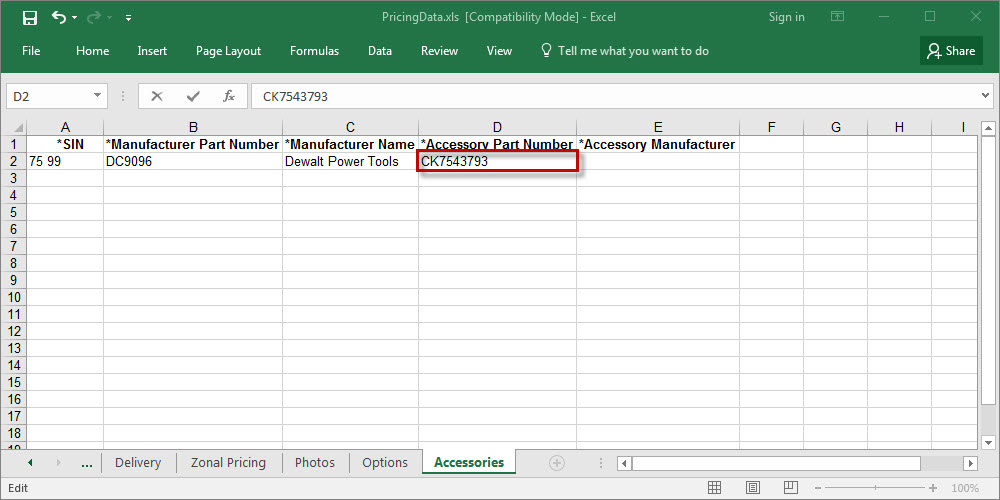 PricingData.xls [Compatibility Mode] - Excel
Sign in
File Home Insert Page Layout Formulas Data Review View Tell me what you want to do Share
D2 fx CK7543793
A B C D E F G H I
1 *SIN *Manufacturer Part Number *Manufacturer Name *Accessory Part Number *Accessory Manufacturer
2 75 99 DC9096 Dewalt Power Tools CK7543793
3
4
5
6
7
8
9
10
11
12
13
14
15
16
17
18
19
... Delivery Zonal Pricing Photos Options Accessories
Edit 100%